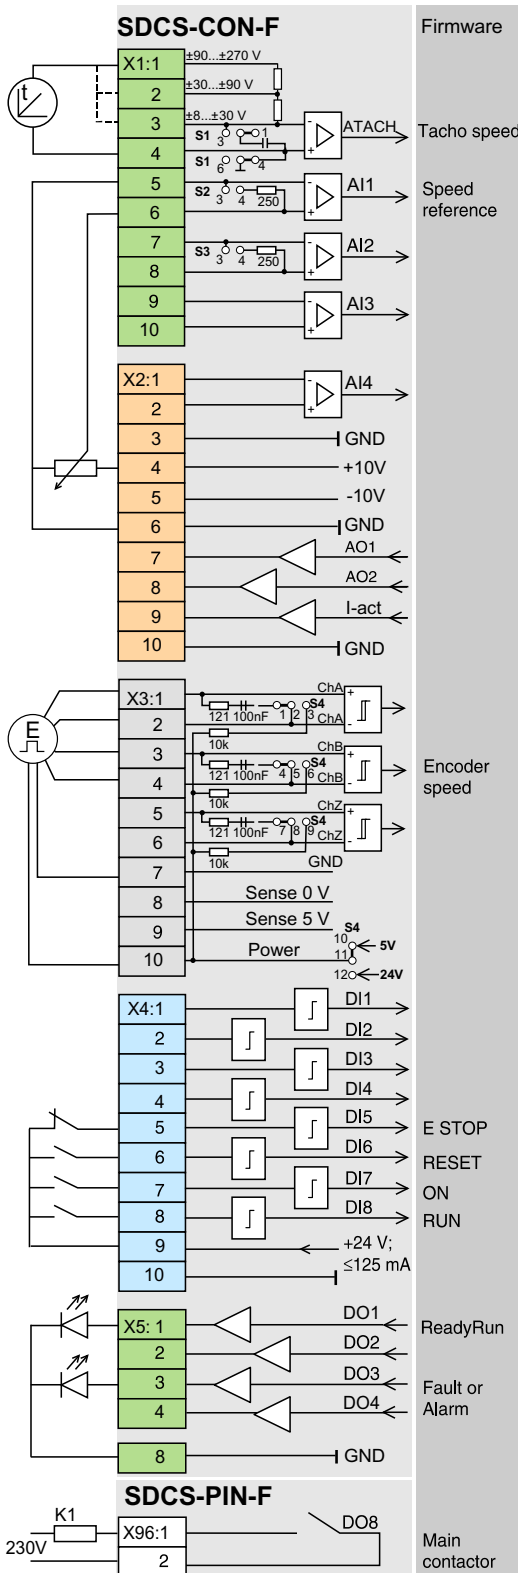 SDCS-CON-F
Firmware
X1:1 ±90...±270 V
2 ±30...±90 V
3 ±8...±30 V
S1 3 1
ATACH
Tacho speed
t
4
S1 6 4
5
S2 3 4 250
AI1
Speed
reference
6
7
S3 3 4 250
AI2
8
9
AI3
10
- +
- +
- +
- +
X2:1
AI4
- +
2
3 GND
4 +10V
5 -10V
6 GND
7 AO1
8 AO2
9 I-act
10 GND
X3:1 ChA +
121 100nF 1 2 3 S4
2 ChA -
10k
E
3 ChB +
121 100nF 4 5 6 S4
4 ChB -
10k
Encoder
speed
5 ChZ +
121 100nF 7 8 9 S4
6 ChZ -
10k
7 GND
8 Sense 0 V
9 Sense 5 V
S4
10 5V
10 Power 11
12 24V
X4:1 DI1
2 DI2
3 DI3
4 DI4
5 DI5 E STOP
6 DI6 RESET
7 DI7 ON
8 DI8 RUN
9 +24 V;
≤125 mA
10
X5: 1 DO1 ReadyRun
2 DO2
3 DO3 Fault or
4 DO4 Alarm
8 GND
SDCS-PIN-F
K1
230V
X96:1 DO8 Main
2 contactor